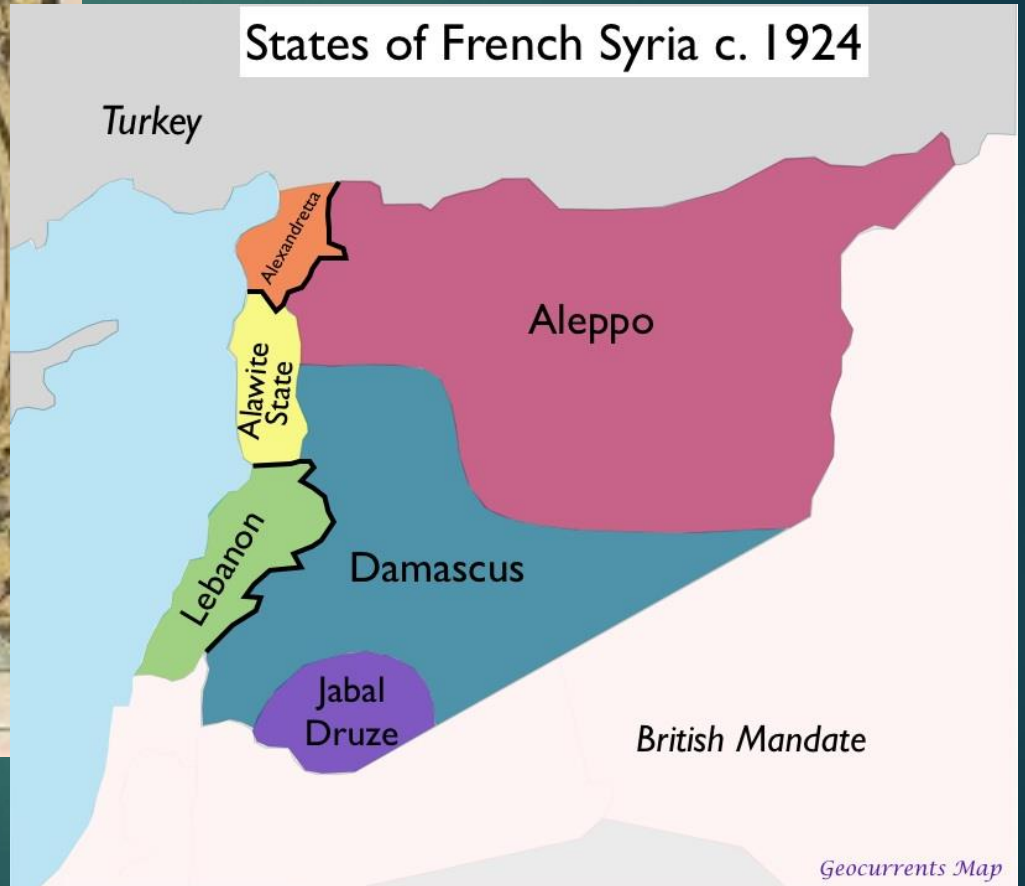 States of French Syria c. 1924
Turkey
Alexandretta
Aleppo
Alawite
State
Lebanon
Damascus
Jabal
Druze
British Mandate
Geocurrents Map